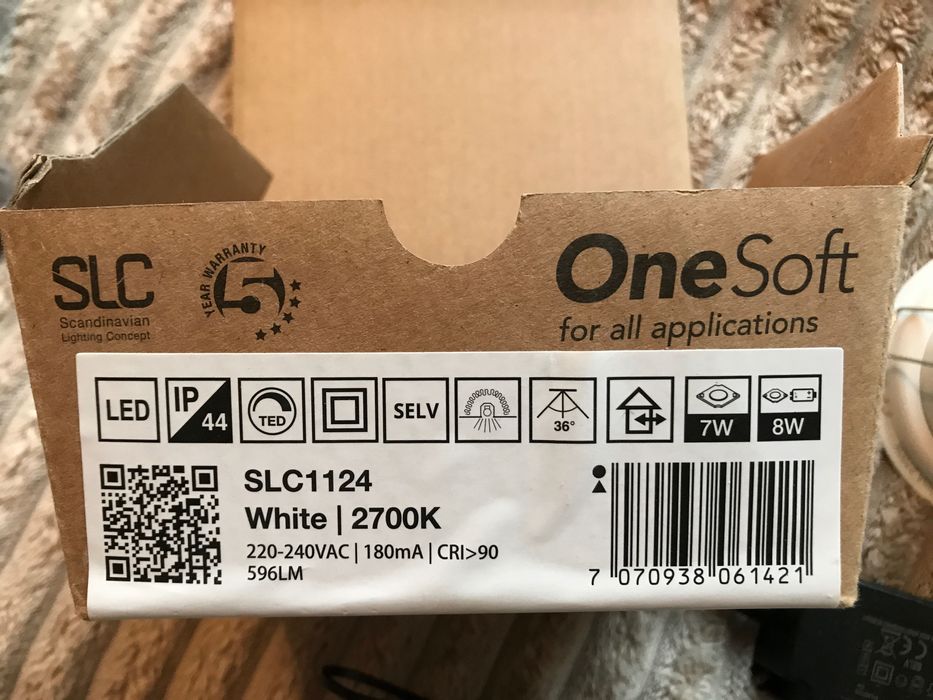 SLC
Scandinavian
Lighting Concept
5 YEAR WARRANTY
OneSoft
for all applications
LED
IP 44
TED
SELV
36°
7W
8W
SLC1124
White | 2700K
220-240VAC | 180mA | CRI>90
596LM
7 070938 061421